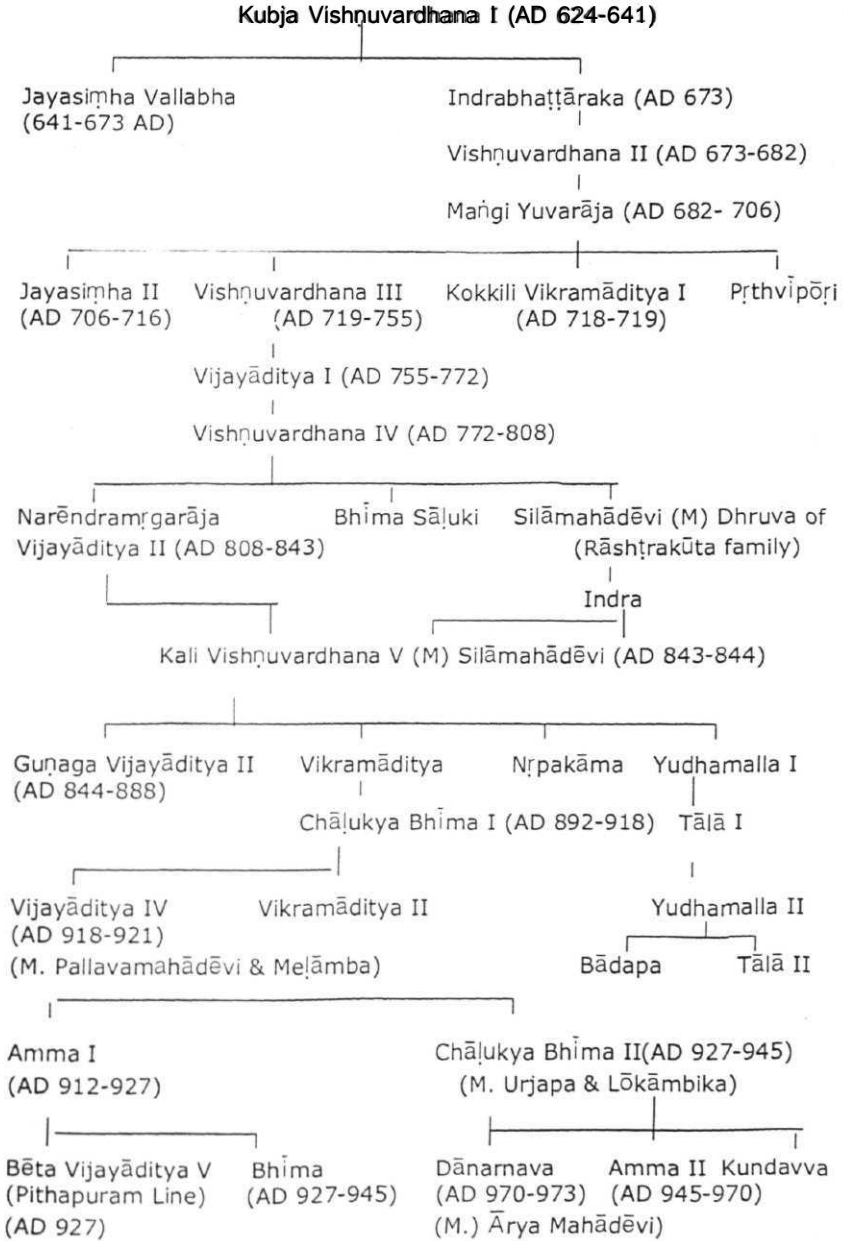 Kubja Vishṇuvardhana I (AD 624-641)
Jayasiṃha Vallabha Indrabhaṭṭāraka (AD 673)
(641-673 AD)
Vishṇuvardhana II (AD 673-682)
Maṅgi Yuvarāja (AD 682- 706)
Jayasiṃha II Vishṇuvardhana III Kokkili Vikramāditya I Pṛthvīpōri
(AD 706-716) (AD 719-755) (AD 718-719)
Vijayāditya I (AD 755-772)
Vishṇuvardhana IV (AD 772-808)
Narēndramṛgarāja Bhīma Sāḷuki Silāmahādēvi (M) Dhruva of
Vijayāditya II (AD 808-843) (Rāshṭrakūta family)
Indra
Kali Vishṇuvardhana V (M) Silāmahādēvi (AD 843-844)
Guṇaga Vijayāditya II Vikramāditya Nṛpakāma Yudhamalla I
(AD 844-888)
Chāḷukya Bhīma I (AD 892-918) Tālā I
Vijayāditya IV Vikramāditya II Yudhamalla II
(AD 918-921)
(M. Pallavamahādēvi & Meḷāmba) Bādapa Tālā II
Amma I Chāḷukya Bhīma II(AD 927-945)
(AD 912-927) (M. Urjapa & Lōkāmbika)
Bēta Vijayāditya V Bhīma Dānarnava Amma II Kundavva
(Pithapuram Line) (AD 927-945) (AD 970-973) (AD 945-970)
(AD 927) (M.) Ārya Mahādēvi)